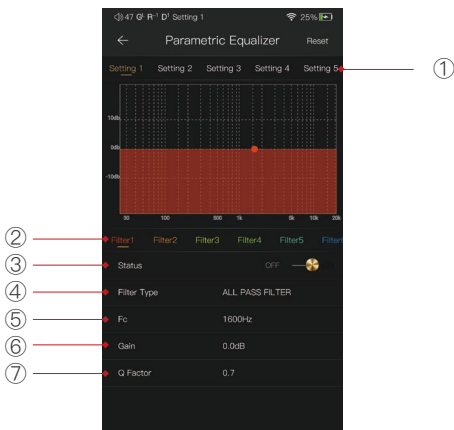 47 Gᴸ R⁻¹ D¹ Setting 1 25%
← Parametric Equalizer Reset
Setting 1 Setting 2 Setting 3 Setting 4 Setting 5 ①
10db
0db
-10db
30 100 500 1k 5k 10k 20k
② Filter1 Filter2 Filter3 Filter4 Filter5 Filter
③ Status OFF
④ Filter Type ALL PASS FILTER
⑤ Fc 1600Hz
⑥ Gain 0.0dB
⑦ Q Factor 0.7